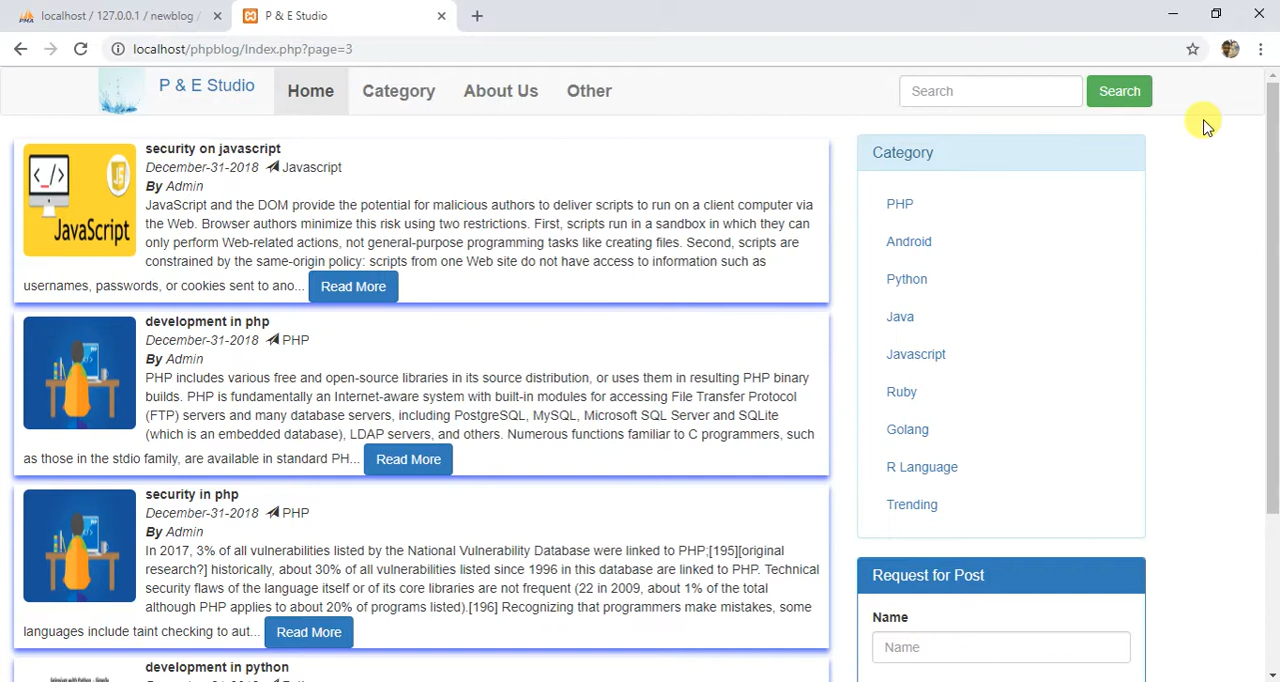 localhost / 127.0.0.1 / newblog /
P & E Studio
localhost/phpblog/Index.php?page=3
P & E Studio
Home
Category
About Us
Other
Search
Search
security on javascript
December-31-2018 Javascript
By Admin
JavaScript and the DOM provide the potential for malicious authors to deliver scripts to run on a client computer via
the Web. Browser authors minimize this risk using two restrictions. First, scripts run in a sandbox in which they can
only perform Web-related actions, not general-purpose programming tasks like creating files. Second, scripts are
constrained by the same-origin policy: scripts from one Web site do not have access to information such as
usernames, passwords, or cookies sent to ano... Read More
JavaScript
JS
development in php
December-31-2018 PHP
By Admin
PHP includes various free and open-source libraries in its source distribution, or uses them in resulting PHP binary
builds. PHP is fundamentally an Internet-aware system with built-in modules for accessing File Transfer Protocol
(FTP) servers and many database servers, including PostgreSQL, MySQL, Microsoft SQL Server and SQLite
(which is an embedded database), LDAP servers, and others. Numerous functions familiar to C programmers, such
as those in the stdio family, are available in standard PH... Read More
security in php
December-31-2018 PHP
By Admin
In 2017, 3% of all vulnerabilities listed by the National Vulnerability Database were linked to PHP;[195][original
research?] historically, about 30% of all vulnerabilities listed since 1996 in this database are linked to PHP. Technical
security flaws of the language itself or of its core libraries are not frequent (22 in 2009, about 1% of the total
although PHP applies to about 20% of programs listed).[196] Recognizing that programmers make mistakes, some
languages include taint checking to aut... Read More
development in python
Category
PHP
Android
Python
Java
Javascript
Ruby
Golang
R Language
Trending
Request for Post
Name
Name